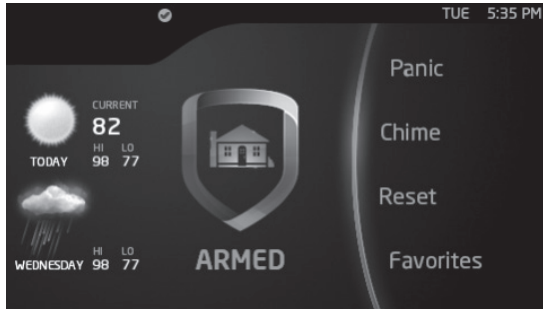 TUE 5:35 PM
CURRENT
82
HI LO
98 77
TODAY
HI LO
98 77
WEDNESDAY
ARMED
Panic
Chime
Reset
Favorites